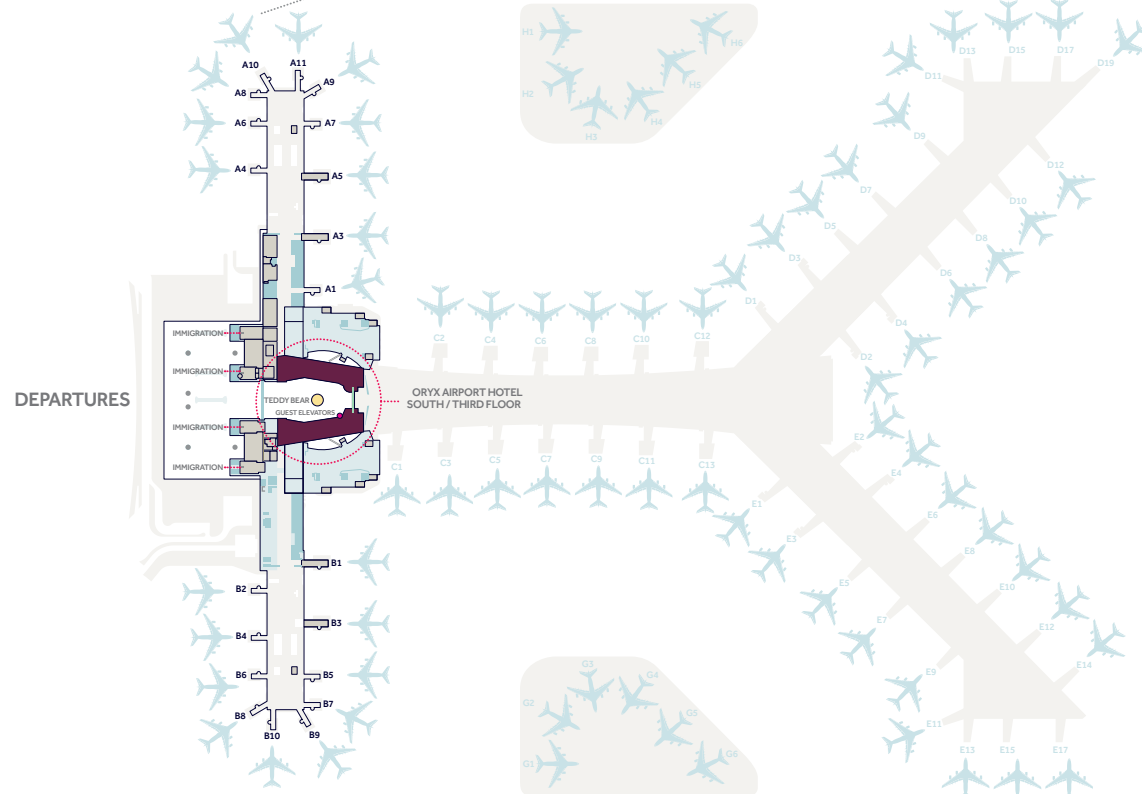 H1
H2
H3
H4
H5
H6
D13
D15
D17
D19
D11
D9
D12
D7
D10
D5
D8
D3
D6
D1
D4
D2
A10
A11
A9
A8
A6
A7
A4
A5
A3
A1
C2
C4
C6
C8
C10
C12
IMMIGRATION
IMMIGRATION
DEPARTURES
TEDDY BEAR
GUEST ELEVATORS
ORYX AIRPORT HOTEL
SOUTH / THIRD FLOOR
IMMIGRATION
IMMIGRATION
C1
C3
C5
C7
C9
C11
C13
E2
E4
E1
E6
E3
E8
E5
E10
E7
E12
E9
E14
E11
E13
E15
E17
B1
B2
B3
B4
B6
B5
B8
B7
B10
B9
G3
G4
G2
G5
G1
G6